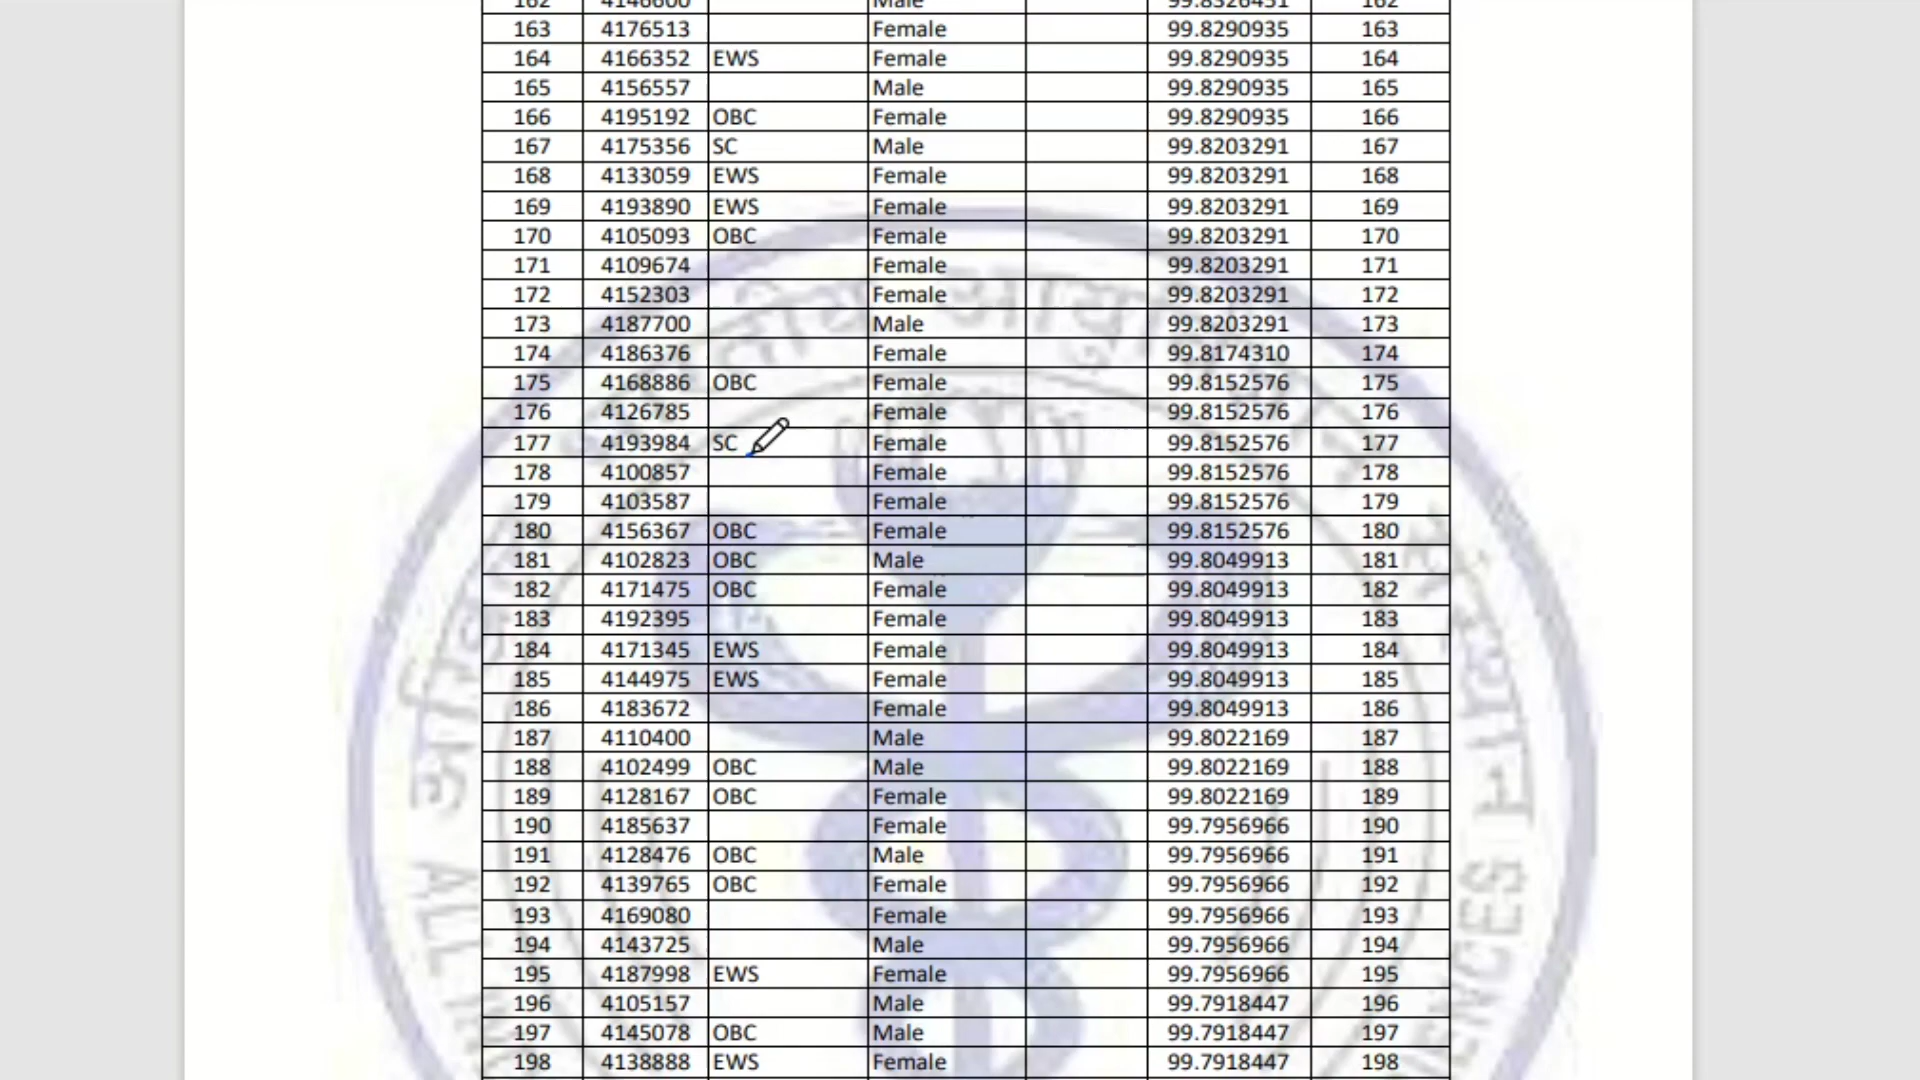 162 4146600 Male 99.8326451 162
163 4176513 Female 99.8290935 163
164 4166352 EWS Female 99.8290935 164
165 4156557 Male 99.8290935 165
166 4195192 OBC Female 99.8290935 166
167 4175356 SC Male 99.8203291 167
168 4133059 EWS Female 99.8203291 168
169 4193890 EWS Female 99.8203291 169
170 4105093 OBC Female 99.8203291 170
171 4109674 Female 99.8203291 171
172 4152303 Female 99.8203291 172
173 4187700 Male 99.8203291 173
174 4186376 Female 99.8174310 174
175 4168886 OBC Female 99.8152576 175
176 4126785 Female 99.8152576 176
177 4193984 SC Female 99.8152576 177
178 4100857 Female 99.8152576 178
179 4103587 Female 99.8152576 179
180 4156367 OBC Female 99.8152576 180
181 4102823 OBC Male 99.8049913 181
182 4171475 OBC Female 99.8049913 182
183 4192395 Female 99.8049913 183
184 4171345 EWS Female 99.8049913 184
185 4144975 EWS Female 99.8049913 185
186 4183672 Female 99.8049913 186
187 4110400 Male 99.8022169 187
188 4102499 OBC Male 99.8022169 188
189 4128167 OBC Female 99.8022169 189
190 4185637 Female 99.7956966 190
191 4128476 OBC Male 99.7956966 191
192 4139765 OBC Female 99.7956966 192
193 4169080 Female 99.7956966 193
194 4143725 Male 99.7956966 194
195 4187998 EWS Female 99.7956966 195
196 4105157 Male 99.7918447 196
197 4145078 OBC Male 99.7918447 197
198 4138888 EWS Female 99.7918447 198
ALL